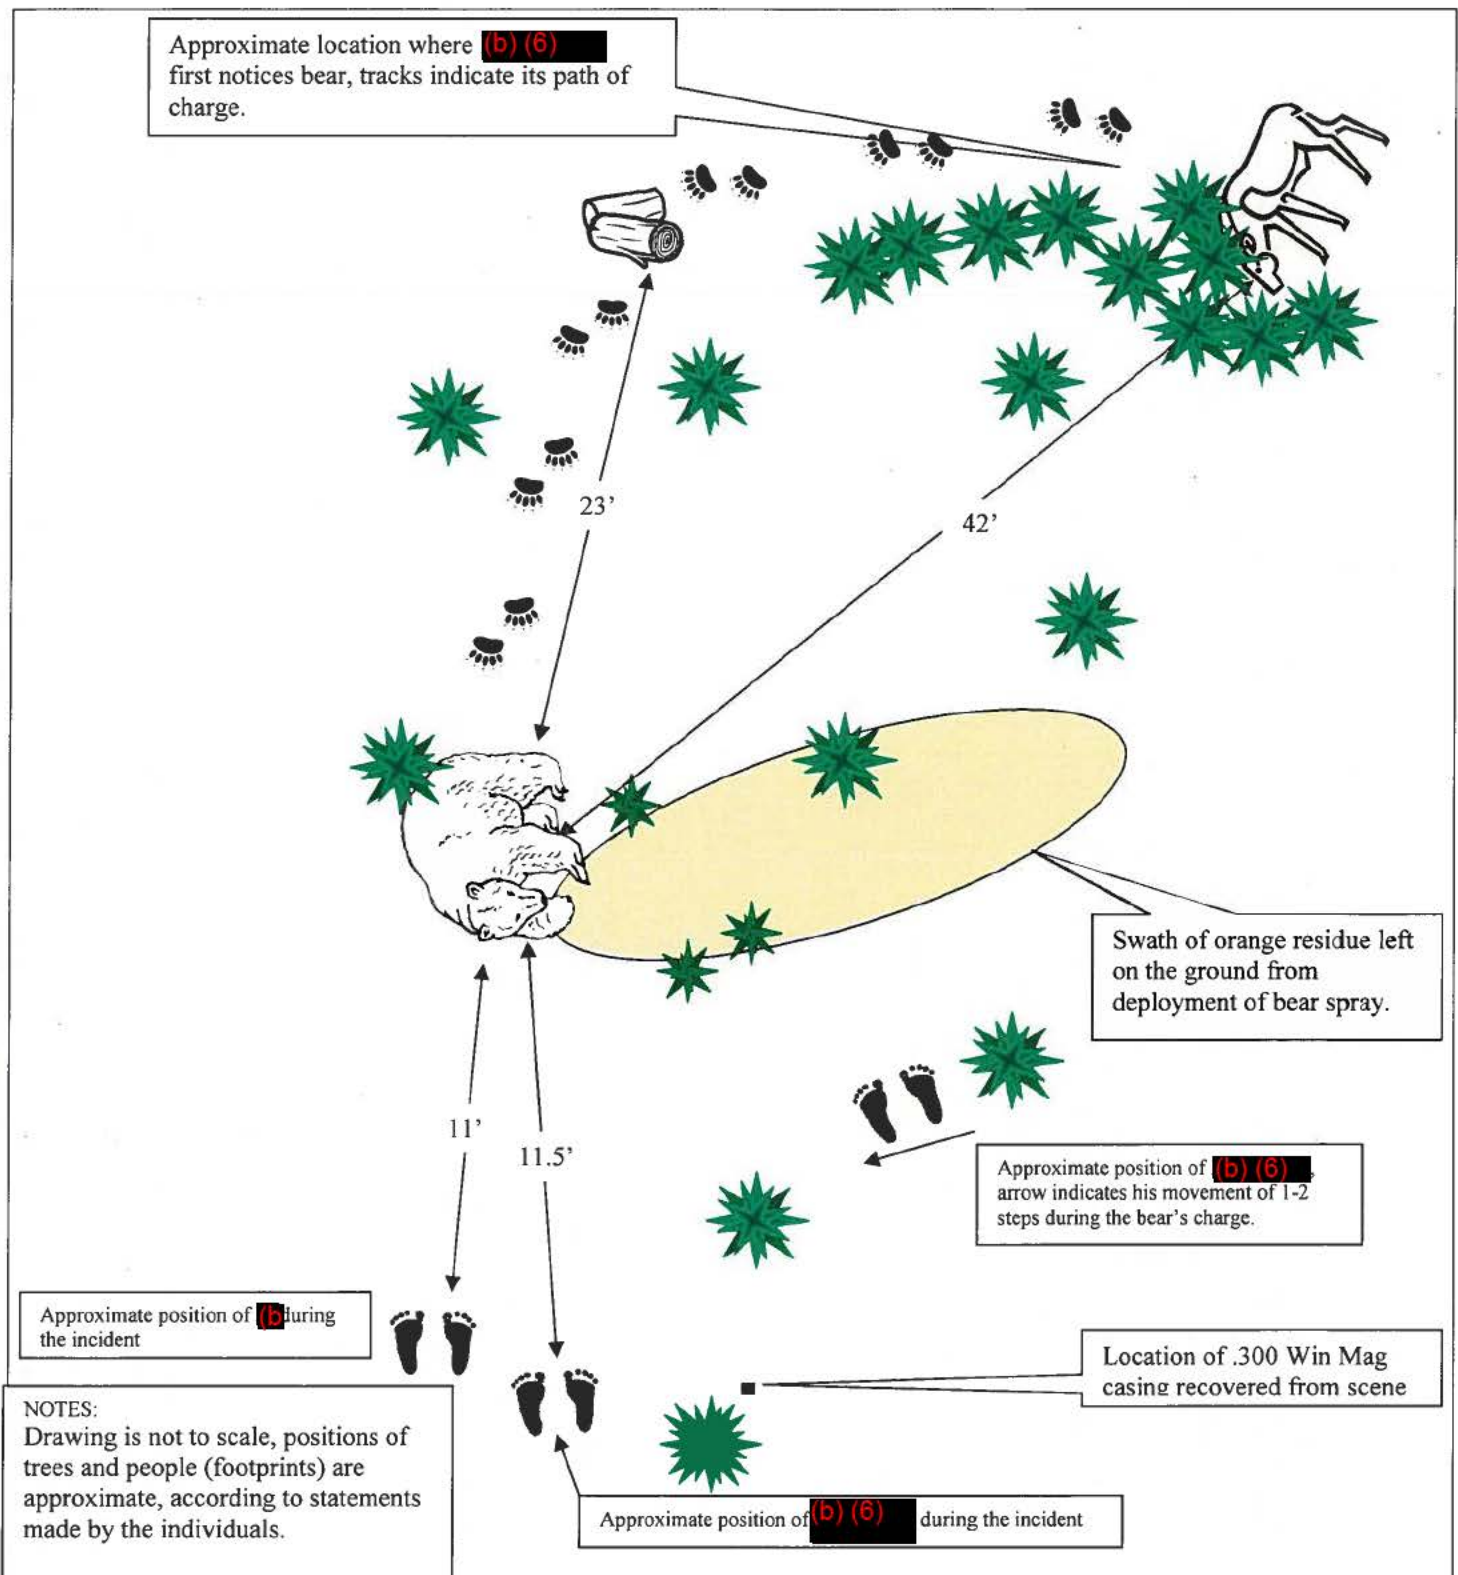 Approximate location where (b) (6)
first notices bear, tracks indicate its path of
charge.
23’
42’
Swath of orange residue left
on the ground from
deployment of bear spray.
11’
11.5’
Approximate position of (b) (6),
arrow indicates his movement of 1-2
steps during the bear’s charge.
Approximate position of (b during
the incident
Location of .300 Win Mag
casing recovered from scene
NOTES:
Drawing is not to scale, positions of
trees and people (footprints) are
approximate, according to statements
made by the individuals.
Approximate position of (b) (6) during the incident